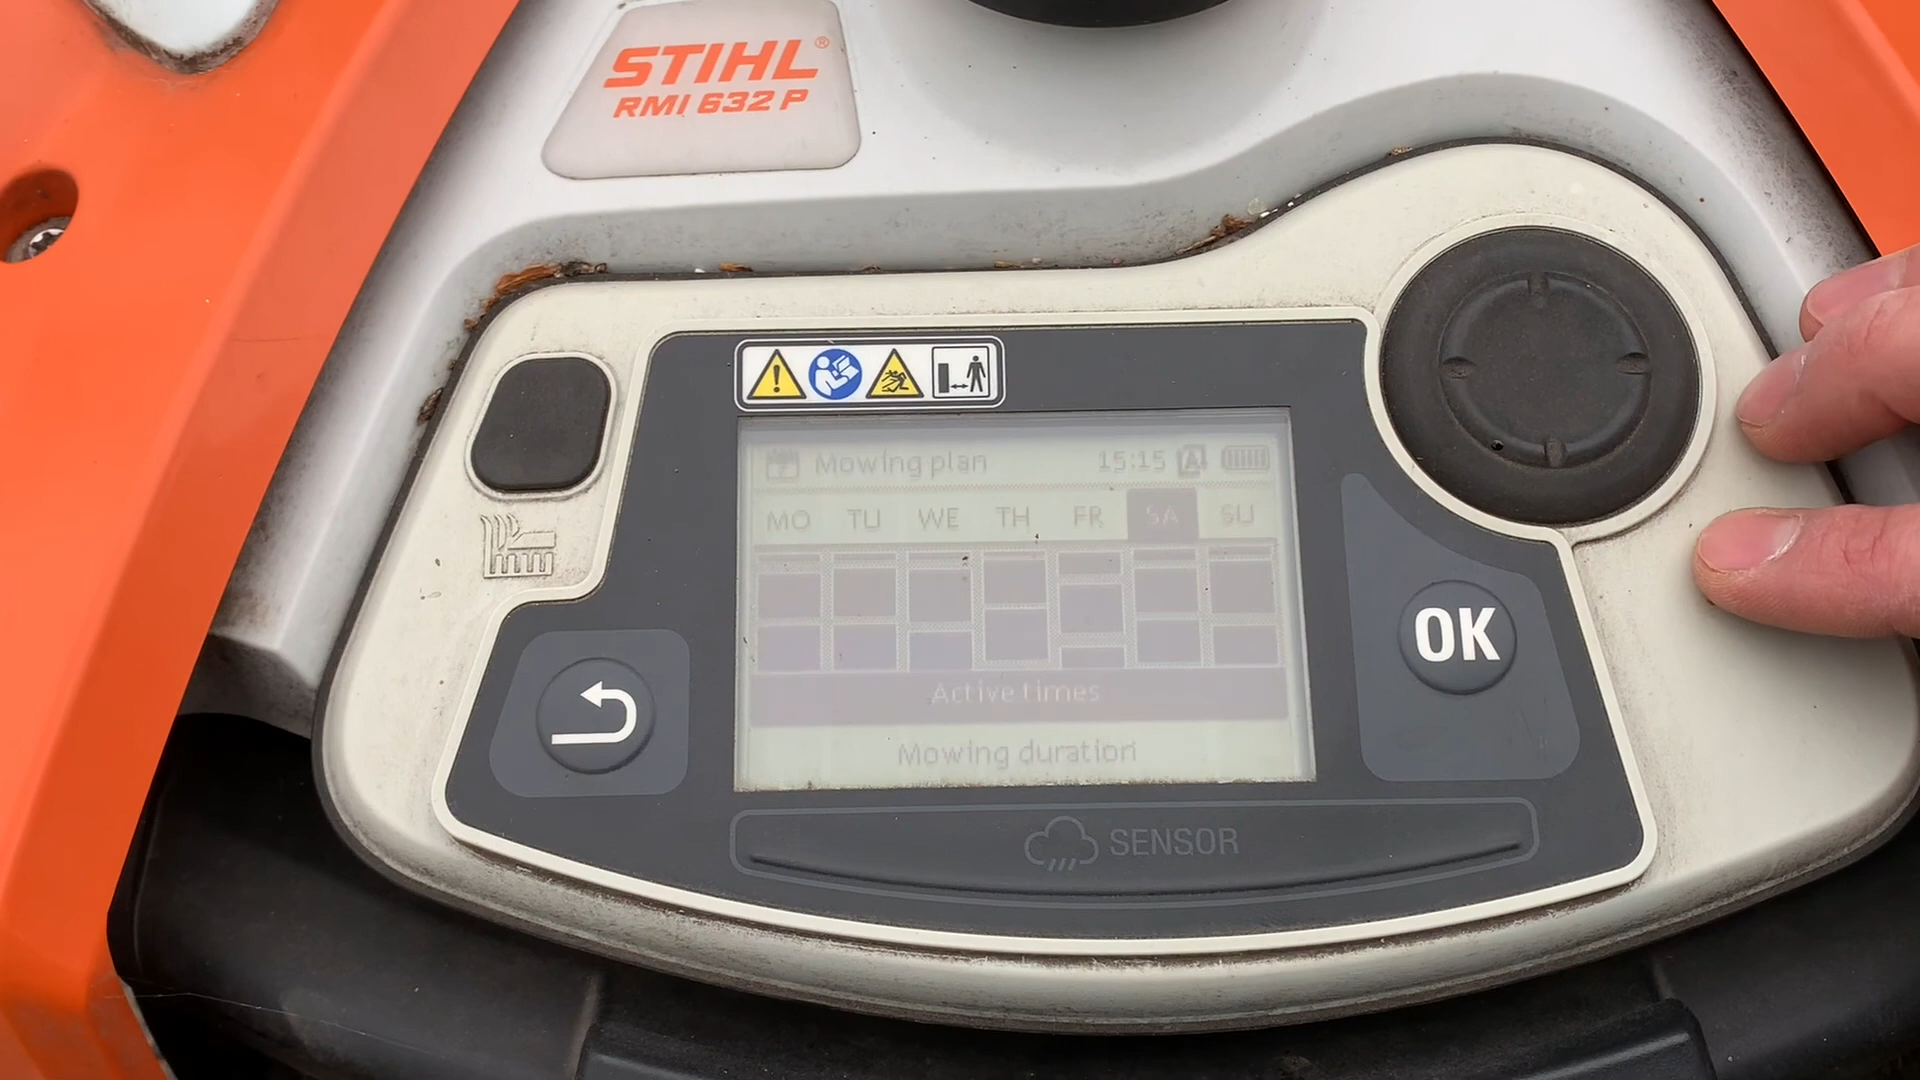 STIHL®
RMI 632 P
Mowing plan 15:15 A
MO TU WE TH FR SA SU
Active times
Mowing duration
OK
SENSOR